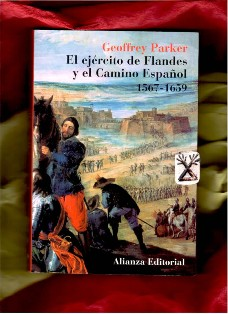 Geoffrey Parker
El ejército de Flandes
y el Camino Español
1567-1659
Alianza Editorial